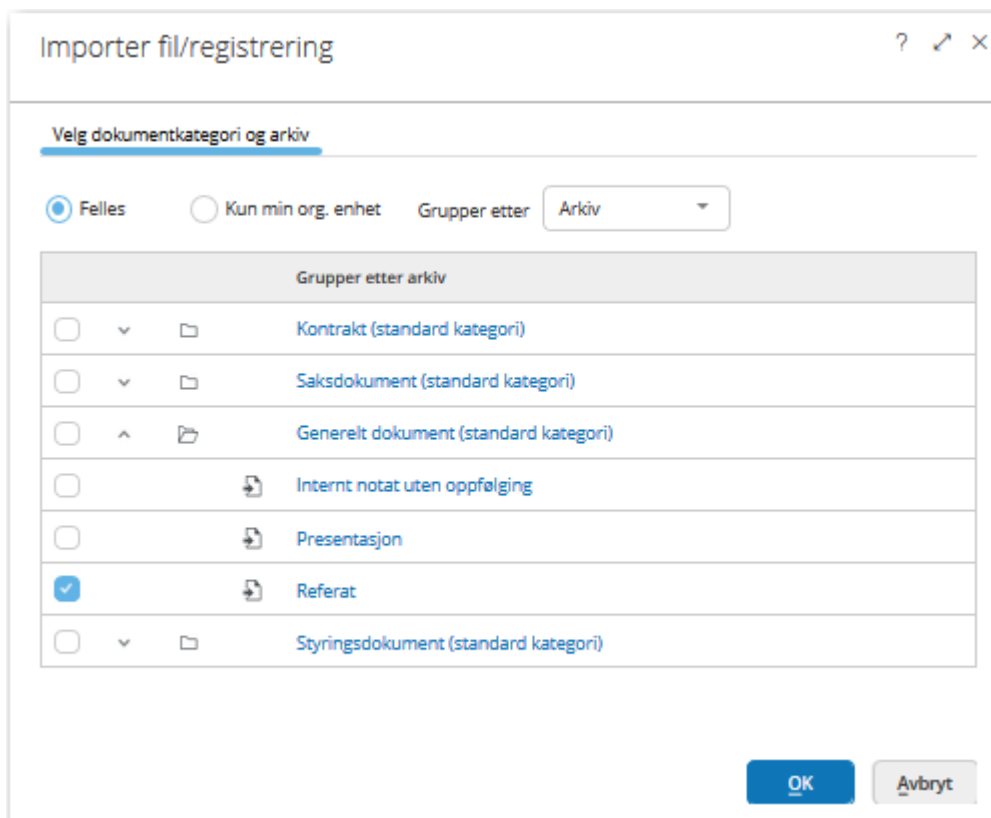 Importer fil/registrering ?
Velg dokumentkategori og arkiv
Felles Kun min org. enhet Grupper etter Arkiv
Grupper etter arkiv
Kontrakt (standard kategori)
Saksdokument (standard kategori)
Generelt dokument (standard kategori)
Internt notat uten oppfølging
Presentasjon
Referat
Styringsdokument (standard kategori)
OK Avbryt